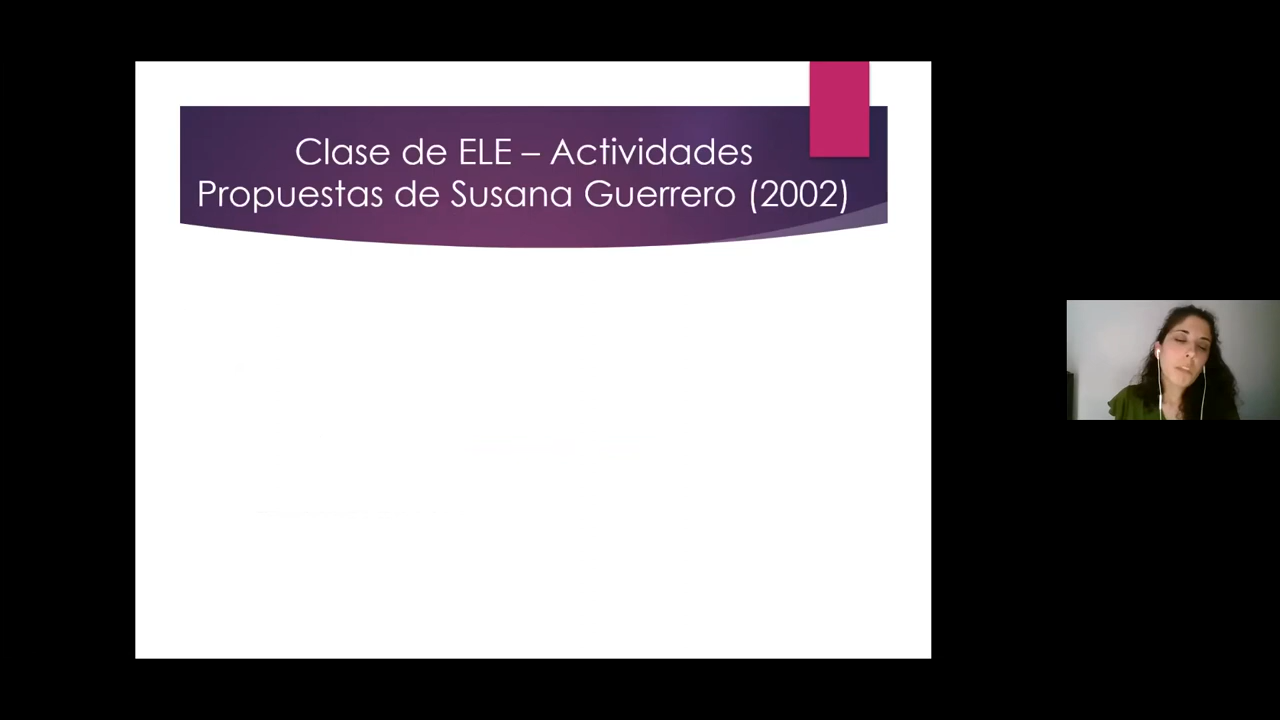 Clase de ELE – Actividades
Propuestas de Susana Guerrero (2002)